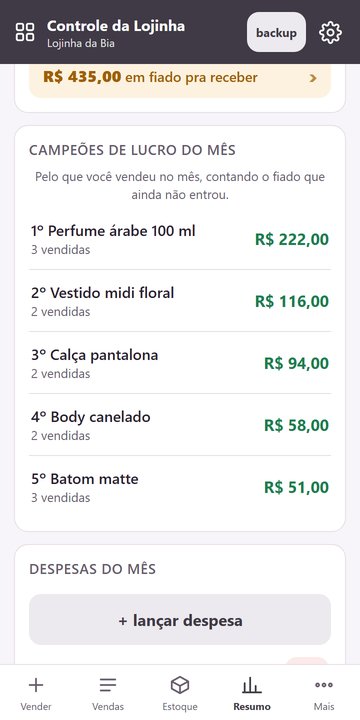 Controle da Lojinha
Lojinha da Bia
backup
R$ 435,00 em fiado pra receber
CAMPEÕES DE LUCRO DO MÊS
Pelo que você vendeu no mês, contando o fiado que
ainda não entrou.
1º Perfume árabe 100 ml
3 vendidas
R$ 222,00
2º Vestido midi floral
2 vendidas
R$ 116,00
3º Calça pantalona
2 vendidas
R$ 94,00
4º Body canelado
2 vendidas
R$ 58,00
5º Batom matte
3 vendidas
R$ 51,00
DESPESAS DO MÊS
+ lançar despesa
Vender
Vendas
Estoque
Resumo
Mais